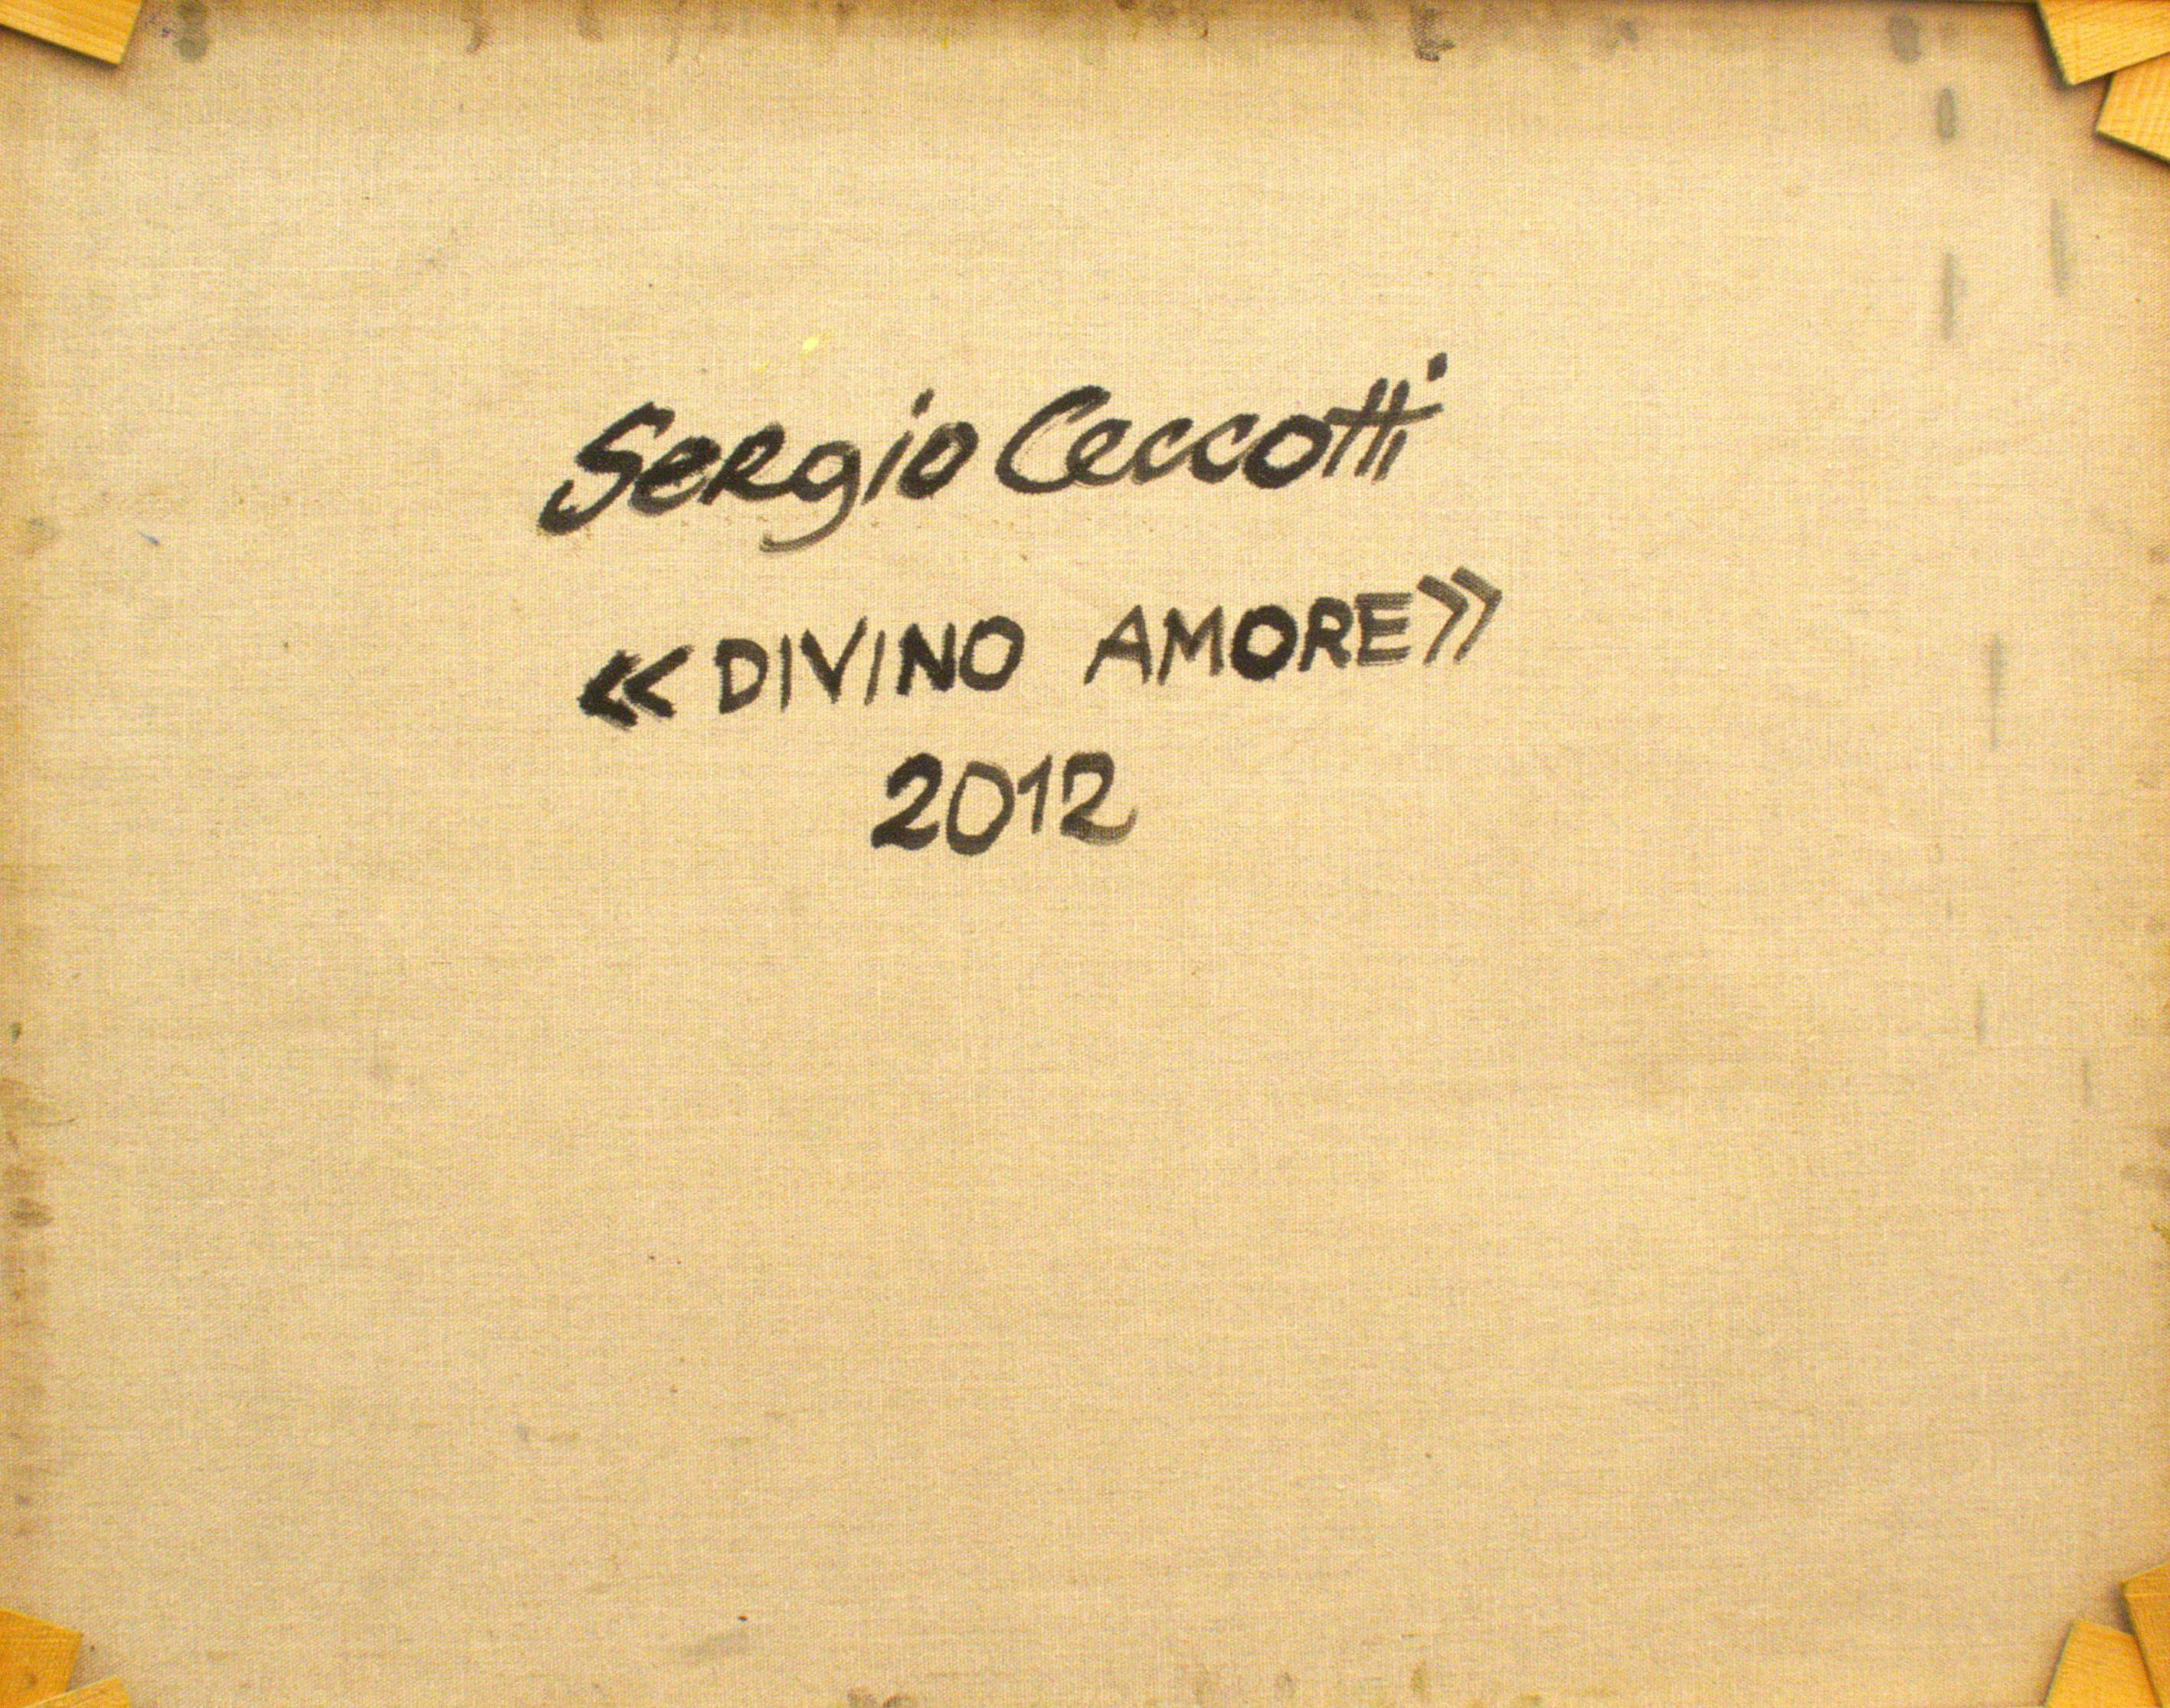 Sergio Ceccotti
«DIVINO AMORE»
2012